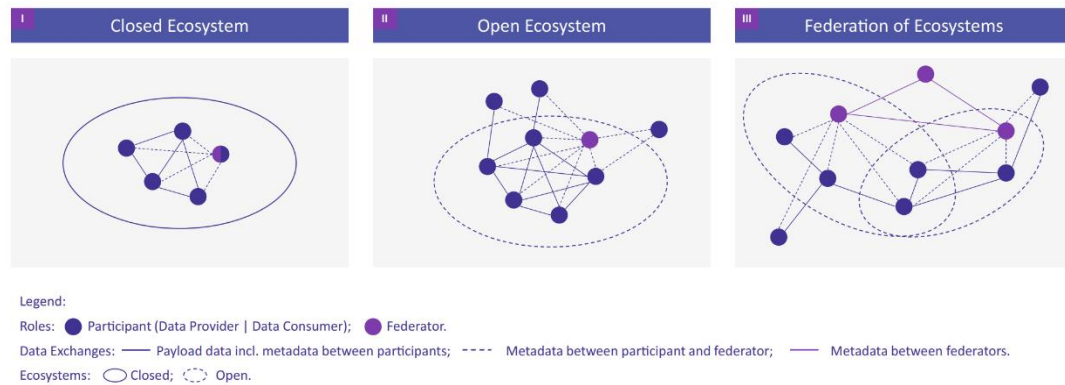 I Closed Ecosystem
II Open Ecosystem
III Federation of Ecosystems
Legend:
Roles: Participant (Data Provider | Data Consumer); Federator.
Data Exchanges: Payload data incl. metadata between participants; Metadata between participant and federator; Metadata between federators.
Ecosystems: Closed; Open.